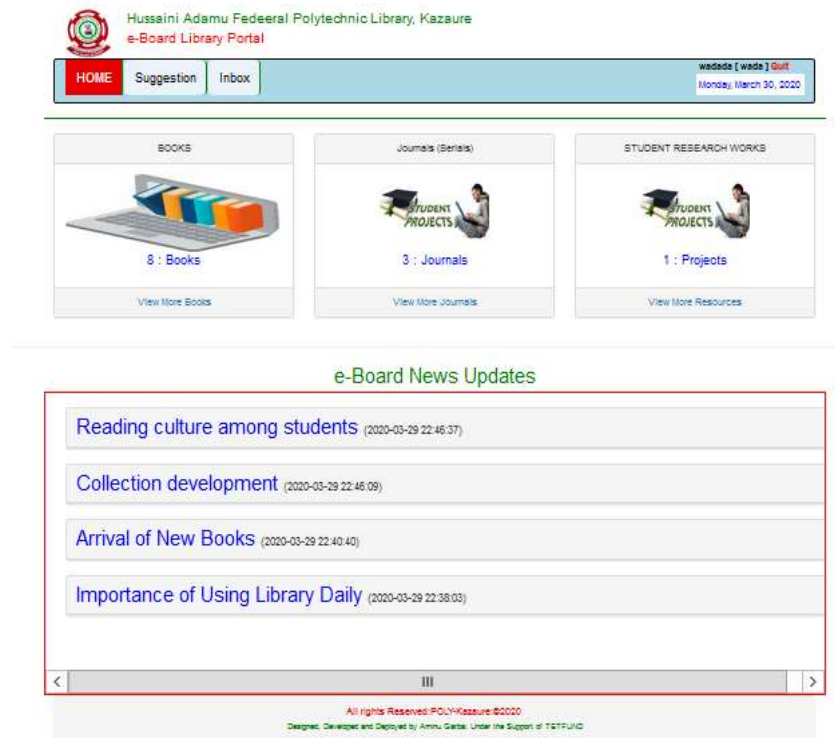 Hussaini Adamu Fedeeral Polytechnic Library, Kazaure
e-Board Library Portal
HOME Suggestion Inbox
wadada [ wada ] Quit
Monday, March 30, 2020
BOOKS
8 : Books
View More Books
Journals (Serials)
STUDENT PROJECTS
3 : Journals
View More Journals
STUDENT RESEARCH WORKS
STUDENT PROJECTS
1 : Projects
View More Resources
e-Board News Updates
Reading culture among students (2020-03-29 22:46:37)
Collection development (2020-03-29 22:46:09)
Arrival of New Books (2020-03-29 22:40:40)
Importance of Using Library Daily (2020-03-29 22:38:03)
All rights Reserved:POLY-Kazaure:©2020
Designed, Developed and Deployed by Aminu Garba: Under the Support of TETFUND